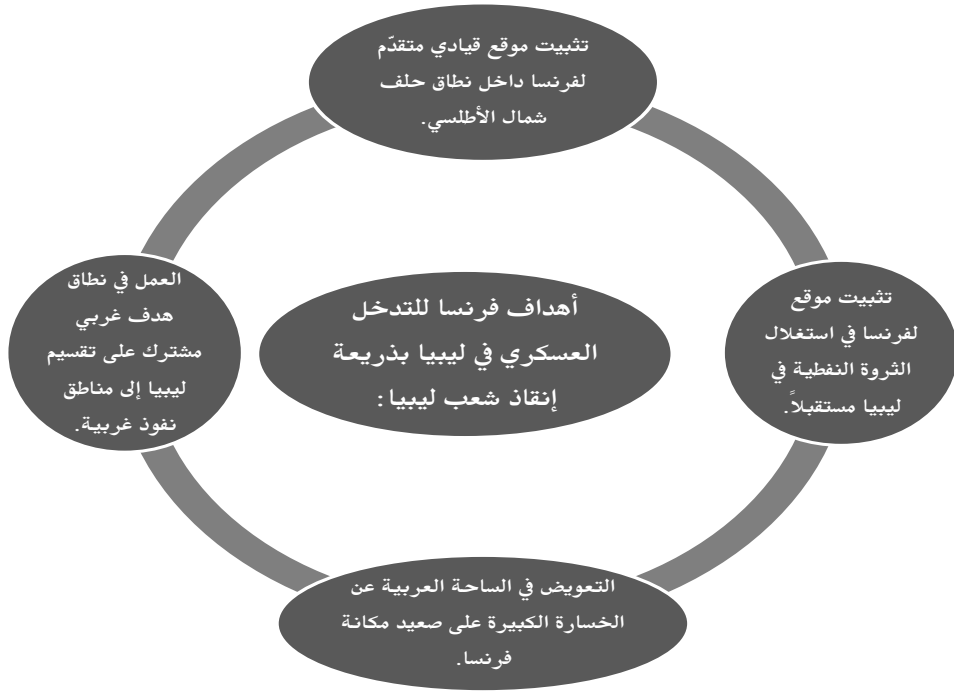 تثبيت موقع قيادي متقدّم
لفرنسا داخل نطاق حلف
شمال الأطلسي.
أهداف فرنسا للتدخل
العسكري في ليبيا بذريعة
إنقاذ شعب ليبيا:
تثبيت موقع
لفرنسا في استغلال
الثروة النفطية في
ليبيا مستقبلاً.
التعويض في الساحة العربية عن
الخسارة الكبيرة على صعيد مكانة
فرنسا.
العمل في نطاق
هدف غربي
مشترك على تقسيم
ليبيا إلى مناطق
نفوذ غربية.